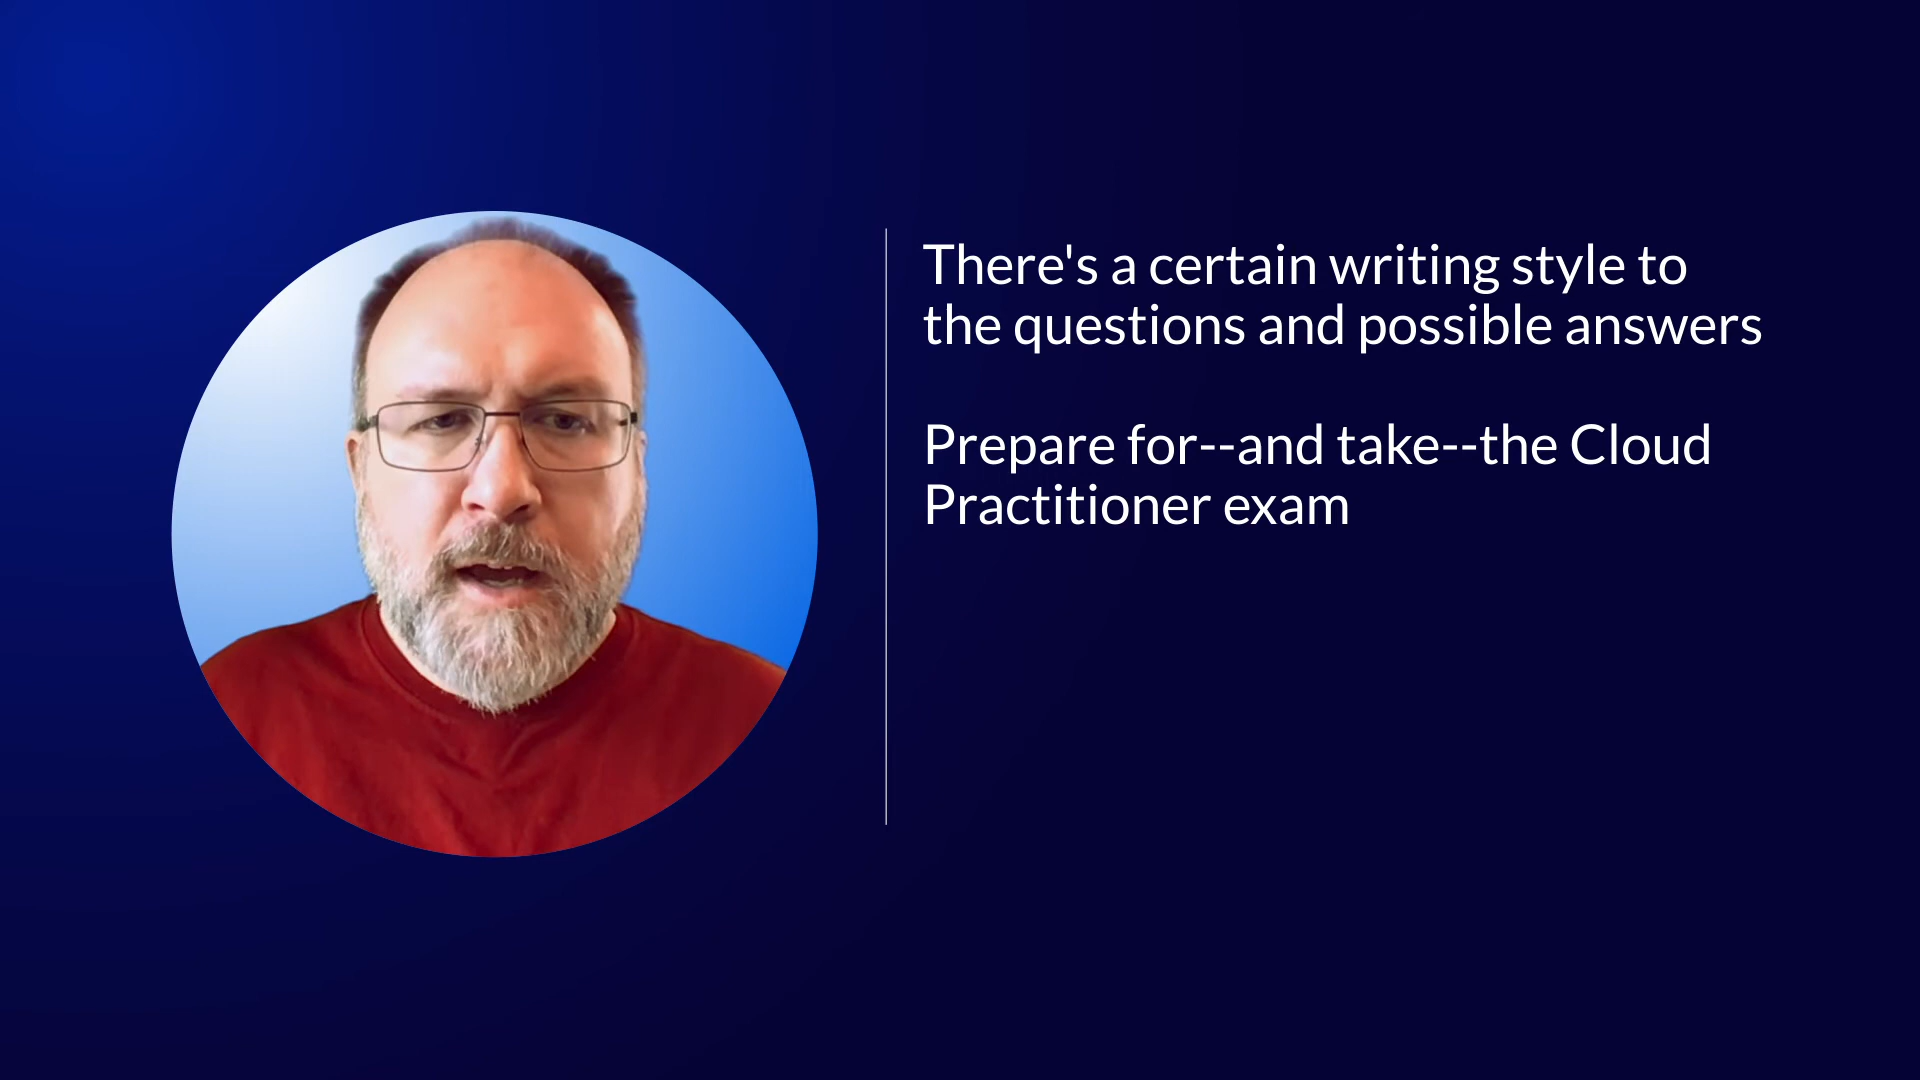 There's a certain writing style to
the questions and possible answers
Prepare for--and take--the Cloud
Practitioner exam